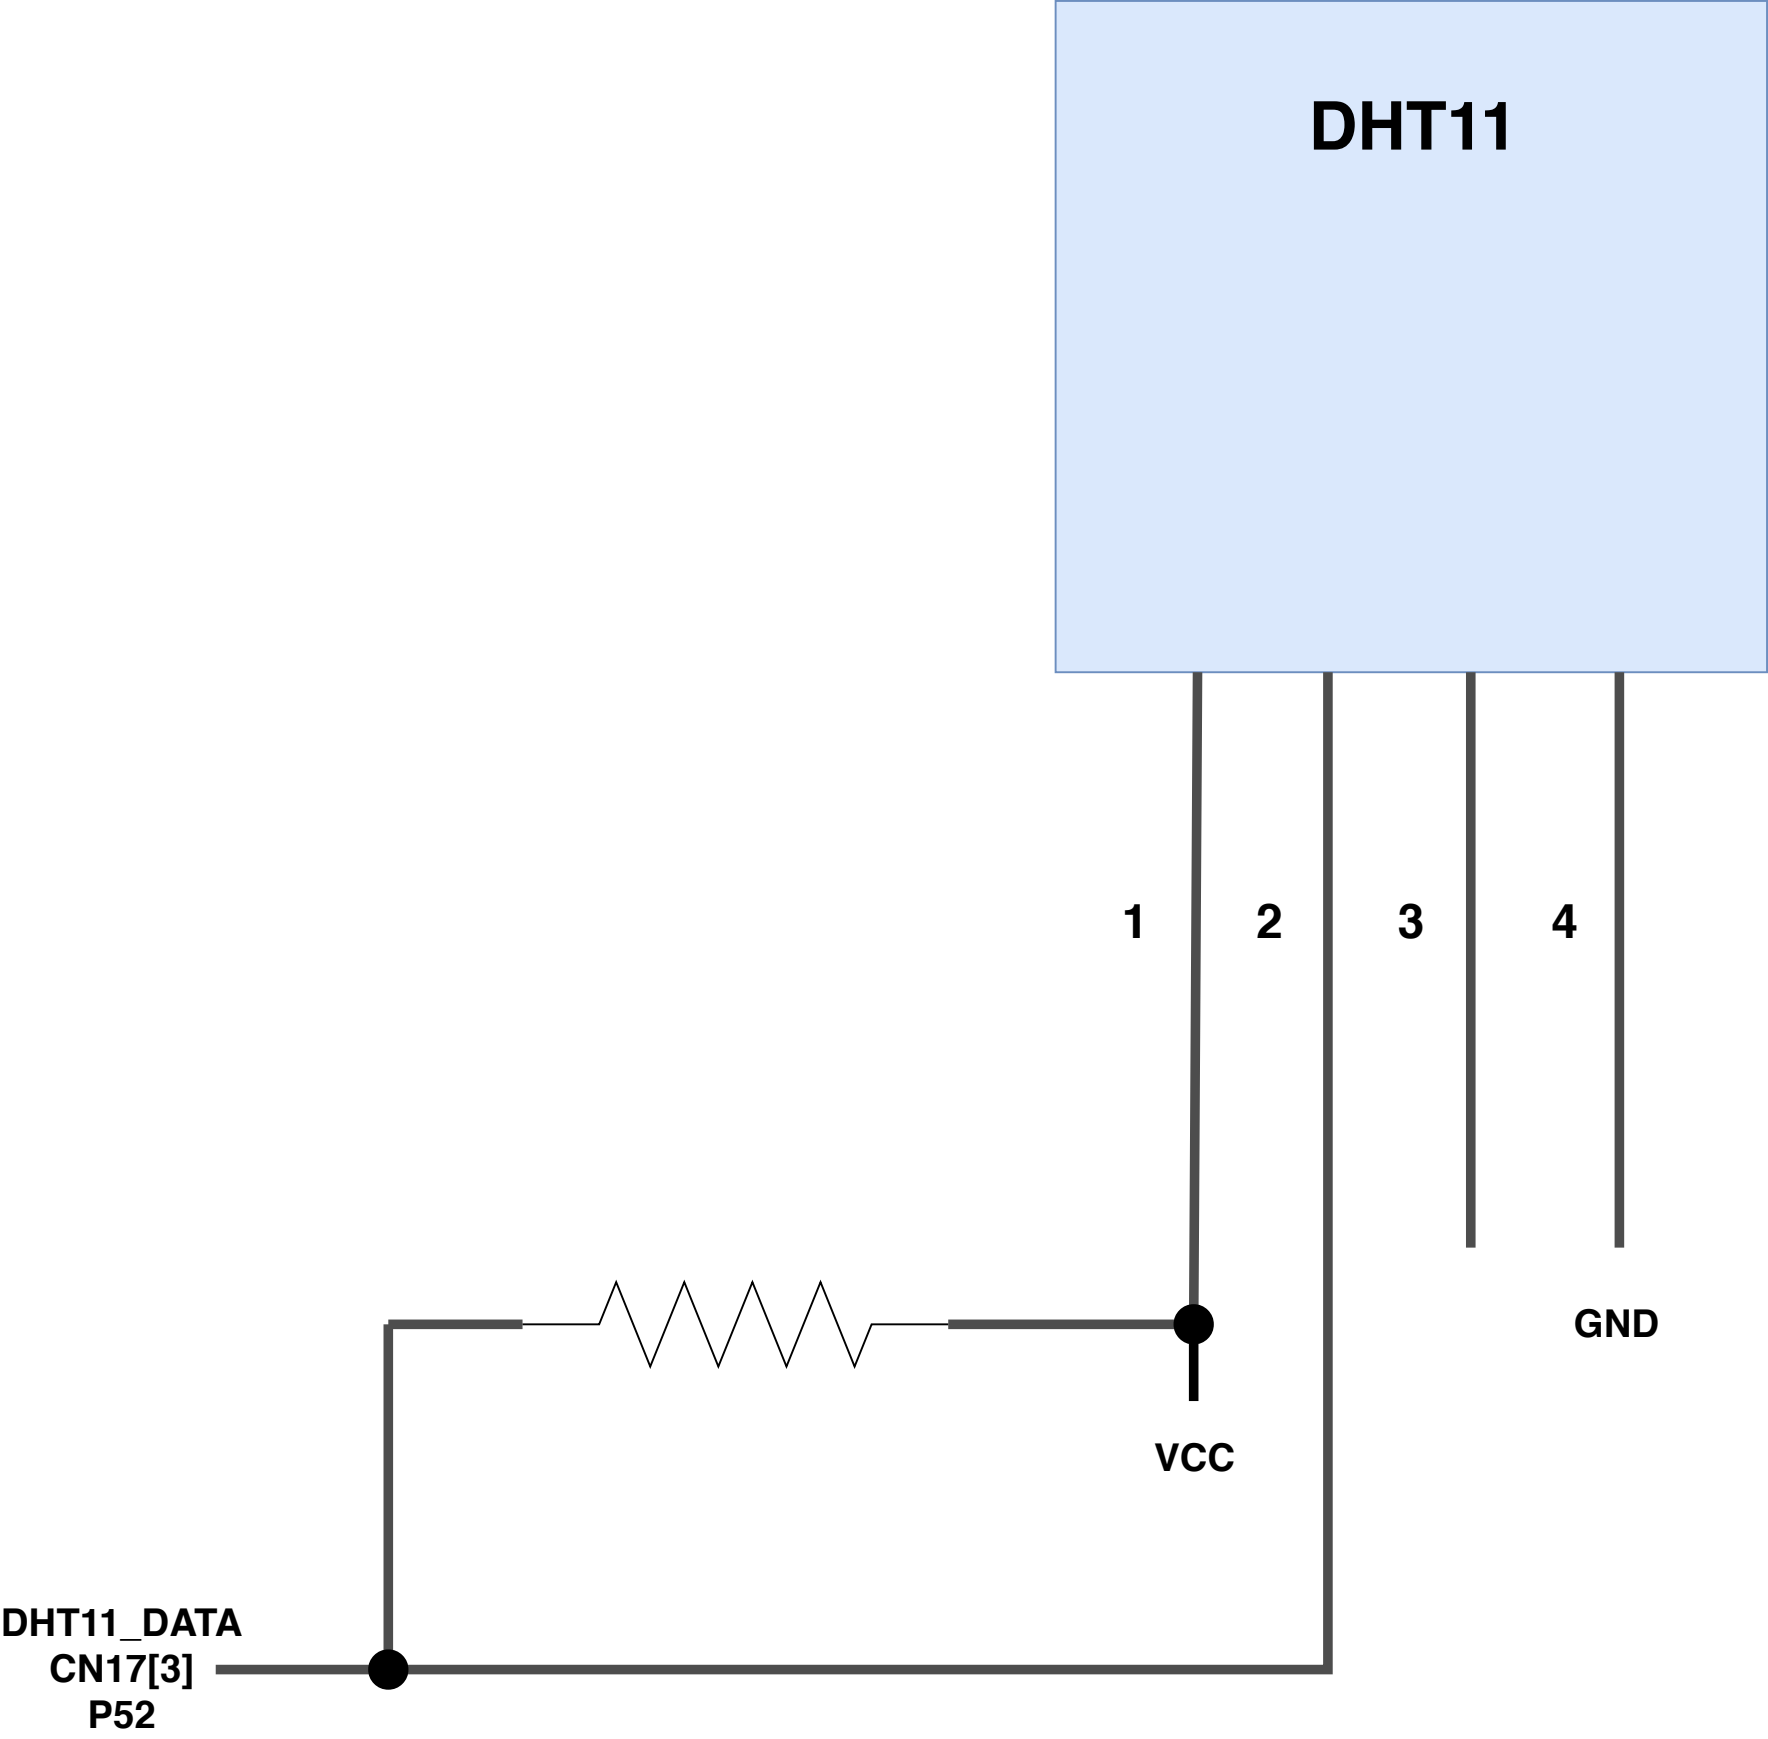 DHT11
1
2
3
4
GND
VCC
DHT11_DATA
CN17[3]
P52